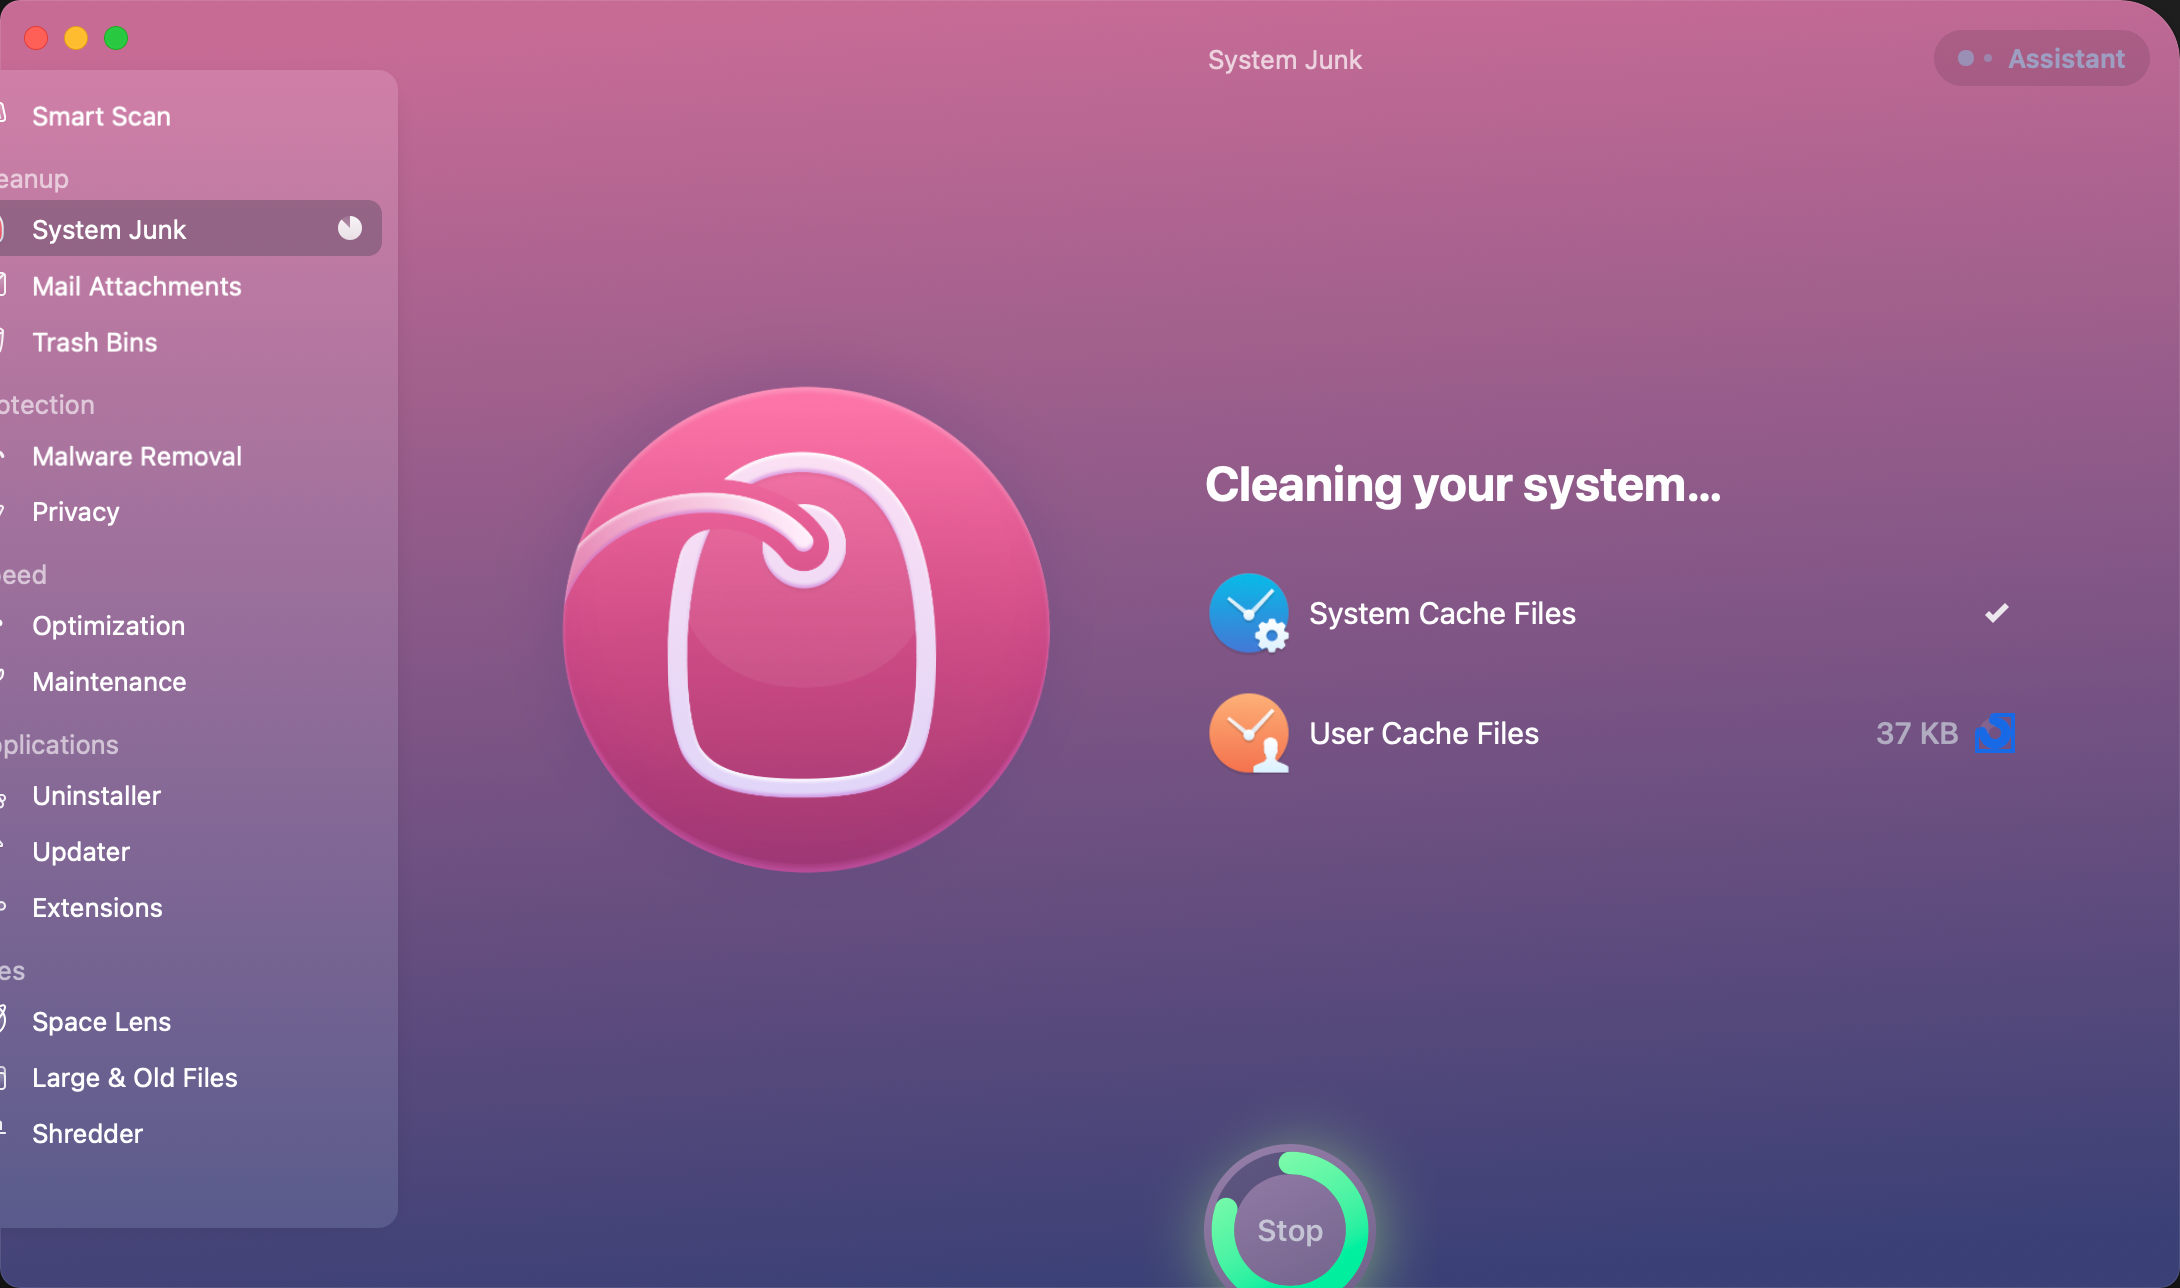 System Junk
Assistant
Smart Scan
eanup
System Junk
Mail Attachments
Trash Bins
otection
Malware Removal
Privacy
eed
Optimization
Maintenance
plications
Uninstaller
Updater
Extensions
es
Space Lens
Large & Old Files
Shredder
Cleaning your system...
System Cache Files
User Cache Files
37 KB
Stop